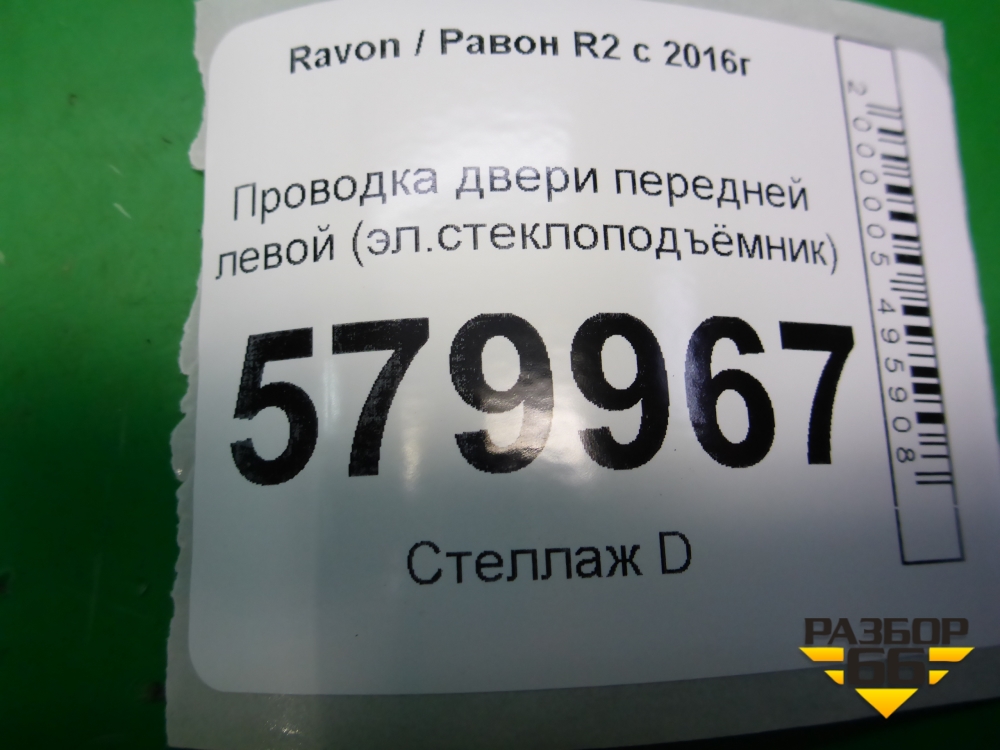 Ravon / Равон R2 с 2016г
Проводка двери передней
левой (эл.стеклоподъёмник)
579967
Стеллаж D
2000005495908
РАЗБОР
66